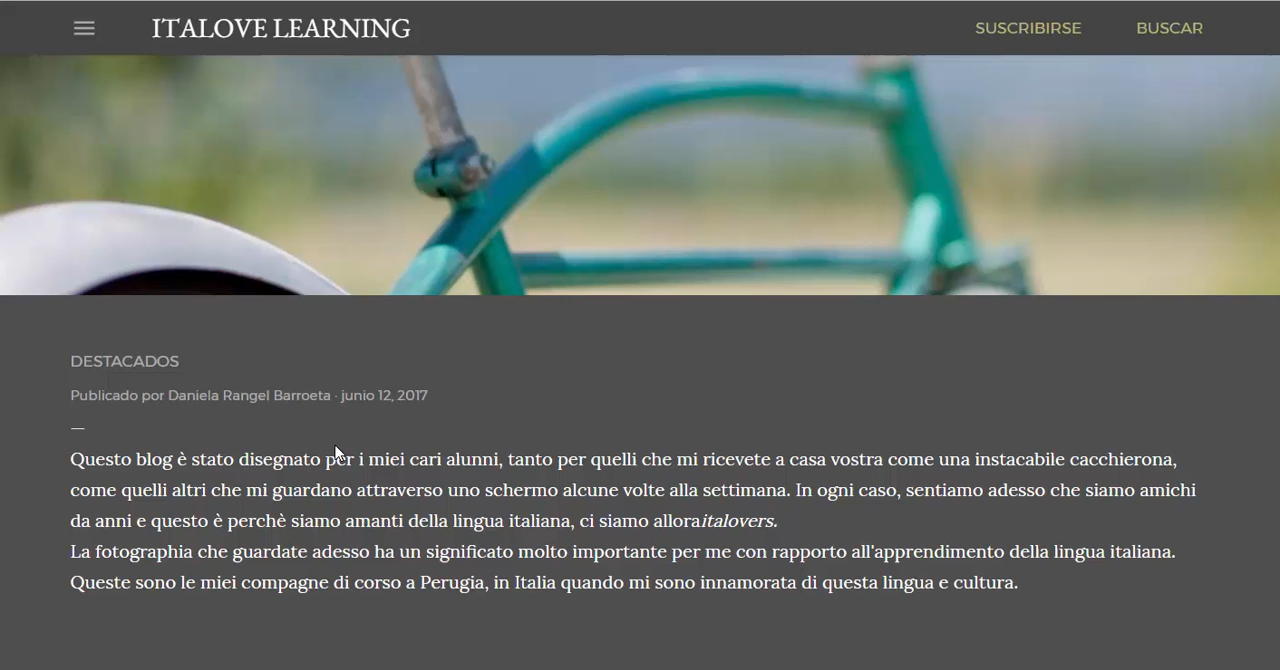 ITALOVE LEARNING
SUSCRIBIRSE
BUSCAR
DESTACADOS
Publicado por Daniela Rangel Barroeta · junio 12, 2017
Questo blog è stato disegnato per i miei cari alunni, tanto per quelli che mi ricevete a casa vostra come una instacabile cacchierona,
come quelli altri che mi guardano attraverso uno schermo alcune volte alla settimana. In ogni caso, sentiamo adesso che siamo amichi
da anni e questo è perchè siamo amanti della lingua italiana, ci siamo alloraitalovers.
La fotographia che guardate adesso ha un significato molto importante per me con rapporto all'apprendimento della lingua italiana.
Queste sono le miei compagne di corso a Perugia, in Italia quando mi sono innamorata di questa lingua e cultura.